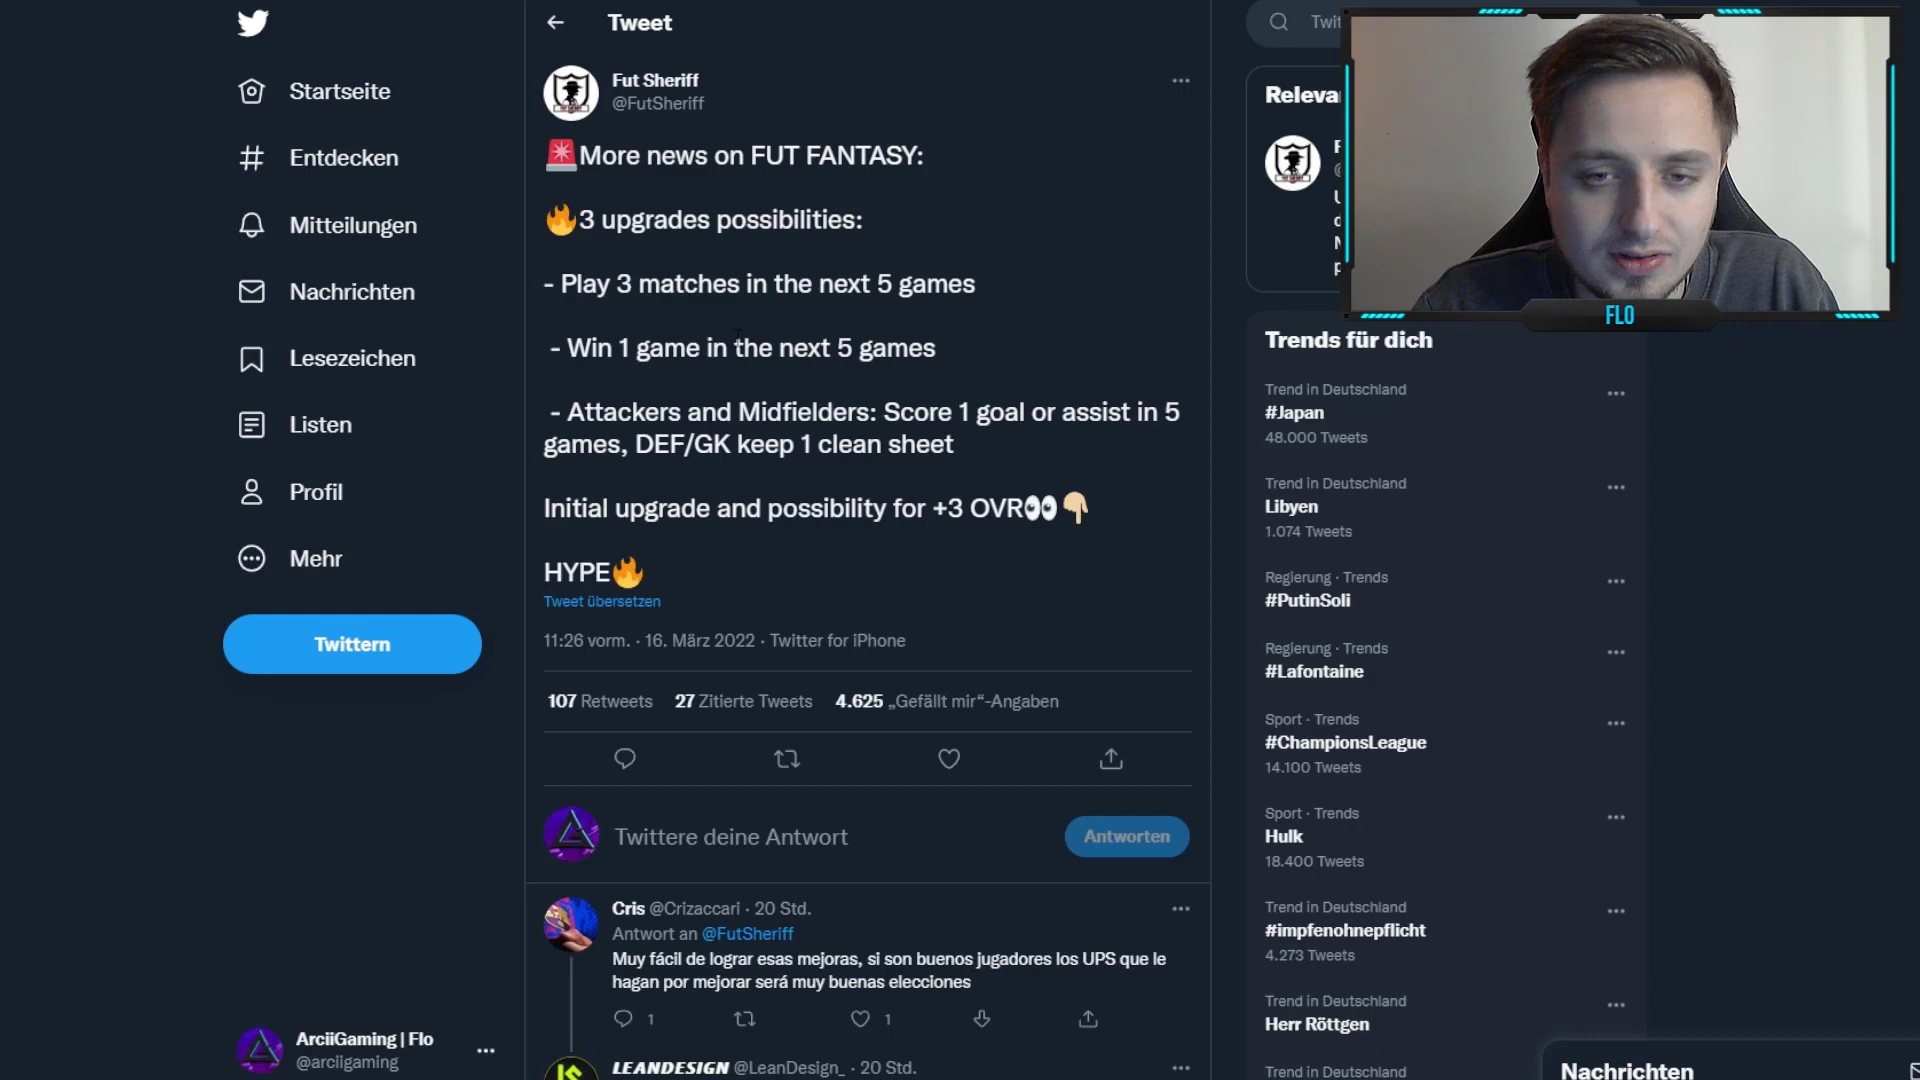 Startseite
Entdecken
Mitteilungen
Nachrichten
Lesezeichen
Listen
Profil
Mehr
Twittern
ArciiGaming | Flo
@arciigaming
Tweet
Fut Sheriff
@FutSheriff
🚨More news on FUT FANTASY:
🔥3 upgrades possibilities:
- Play 3 matches in the next 5 games
- Win 1 game in the next 5 games
- Attackers and Midfielders: Score 1 goal or assist in 5
games, DEF/GK keep 1 clean sheet
Initial upgrade and possibility for +3 OVR👀👇🏼
HYPE🔥
Tweet übersetzen
11:26 vorm. · 16. März 2022 · Twitter for iPhone
107 Retweets 27 Zitierte Tweets 4.625 „Gefällt mir“-Angaben
Twittere deine Antwort
Antworten
Cris @Crizaccari · 20 Std.
Antwort an @FutSheriff
Muy fácil de lograr esas mejoras, si son buenos jugadores los UPS que le
hagan por mejorar será muy buenas elecciones
1 1
LEANDESIGN @LeanDesign_ · 20 Std.
FLO
Trends für dich
Trend in Deutschland
#Japan
48.000 Tweets
Trend in Deutschland
Libyen
1.074 Tweets
Regierung · Trends
#PutinSoli
Regierung · Trends
#Lafontaine
Sport · Trends
#ChampionsLeague
14.100 Tweets
Sport · Trends
Hulk
18.400 Tweets
Trend in Deutschland
#impfenohnepflicht
4.273 Tweets
Trend in Deutschland
Herr Röttgen
Trend in Deutschland
Nachrichten